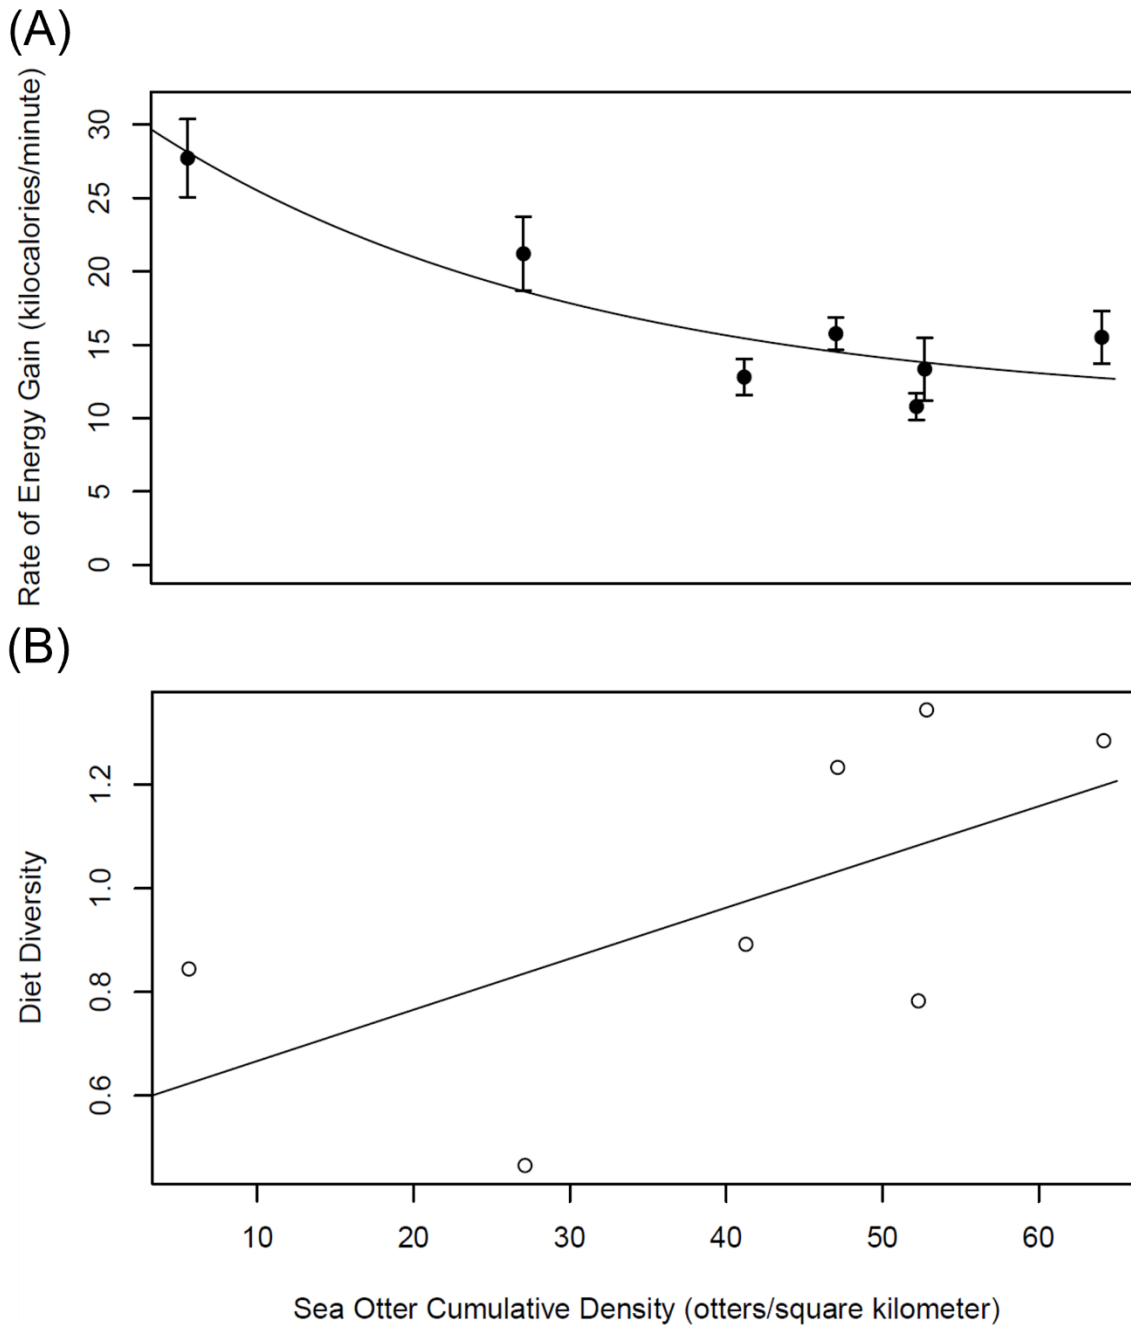 (A)
Rate of Energy Gain (kilocalories/minute)
30
25
20
15
10
5
0
(B)
Diet Diversity
1.2
1.0
0.8
0.6
10 20 30 40 50 60
Sea Otter Cumulative Density (otters/square kilometer)